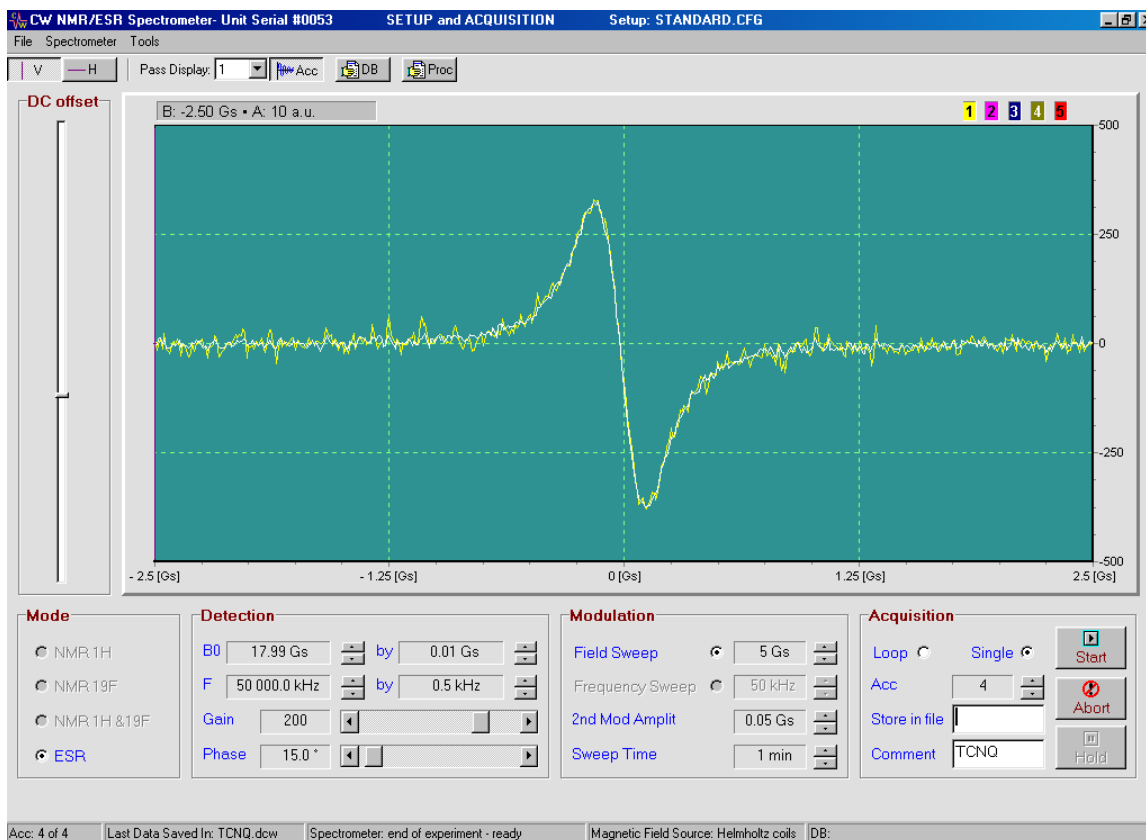 CW NMR/ESR Spectrometer- Unit Serial #0053 SETUP and ACQUISITION Setup: STANDARD.CFG
File Spectrometer Tools
V H Pass Display: 1 Acc DB Proc
DC offset
B: -2.50 Gs • A: 10 a.u. 1 2 3 4 5
500
250
0
-250
-500
- 2.5 [Gs] - 1.25 [Gs] 0 [Gs] 1.25 [Gs] 2.5 [Gs]
Mode
NMR 1H
NMR 19F
NMR 1H &19F
ESR
Detection
B0 17.99 Gs by 0.01 Gs
F 50 000.0 kHz by 0.5 kHz
Gain 200
Phase 15.0 °
Modulation
Field Sweep 5 Gs
Frequency Sweep 50 kHz
2nd Mod Amplit 0.05 Gs
Sweep Time 1 min
Acquisition
Loop Single
Acc 4
Store in file
Comment TCNQ
Start
Abort
Hold
Acc: 4 of 4 Last Data Saved In: TCNQ.dcw Spectrometer: end of experiment - ready Magnetic Field Source: Helmholtz coils DB: